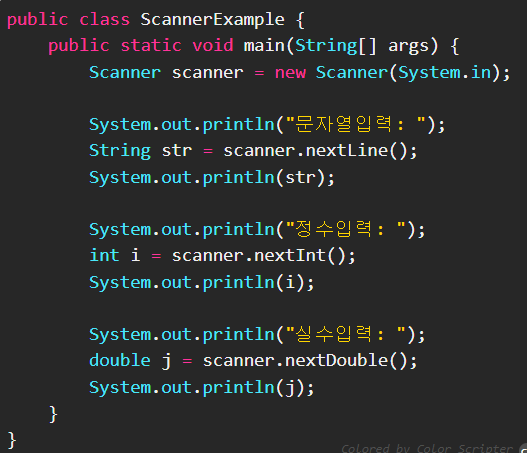 public class ScannerExample {
    public static void main(String[] args) {
        Scanner scanner = new Scanner(System.in);
        System.out.println("문자열입력: ");
        String str = scanner.nextLine();
        System.out.println(str);
        System.out.println("정수입력: ");
        int i = scanner.nextInt();
        System.out.println(i);
        System.out.println("실수입력: ");
        double j = scanner.nextDouble();
        System.out.println(j);
    }
}
Colored by Color Scripter